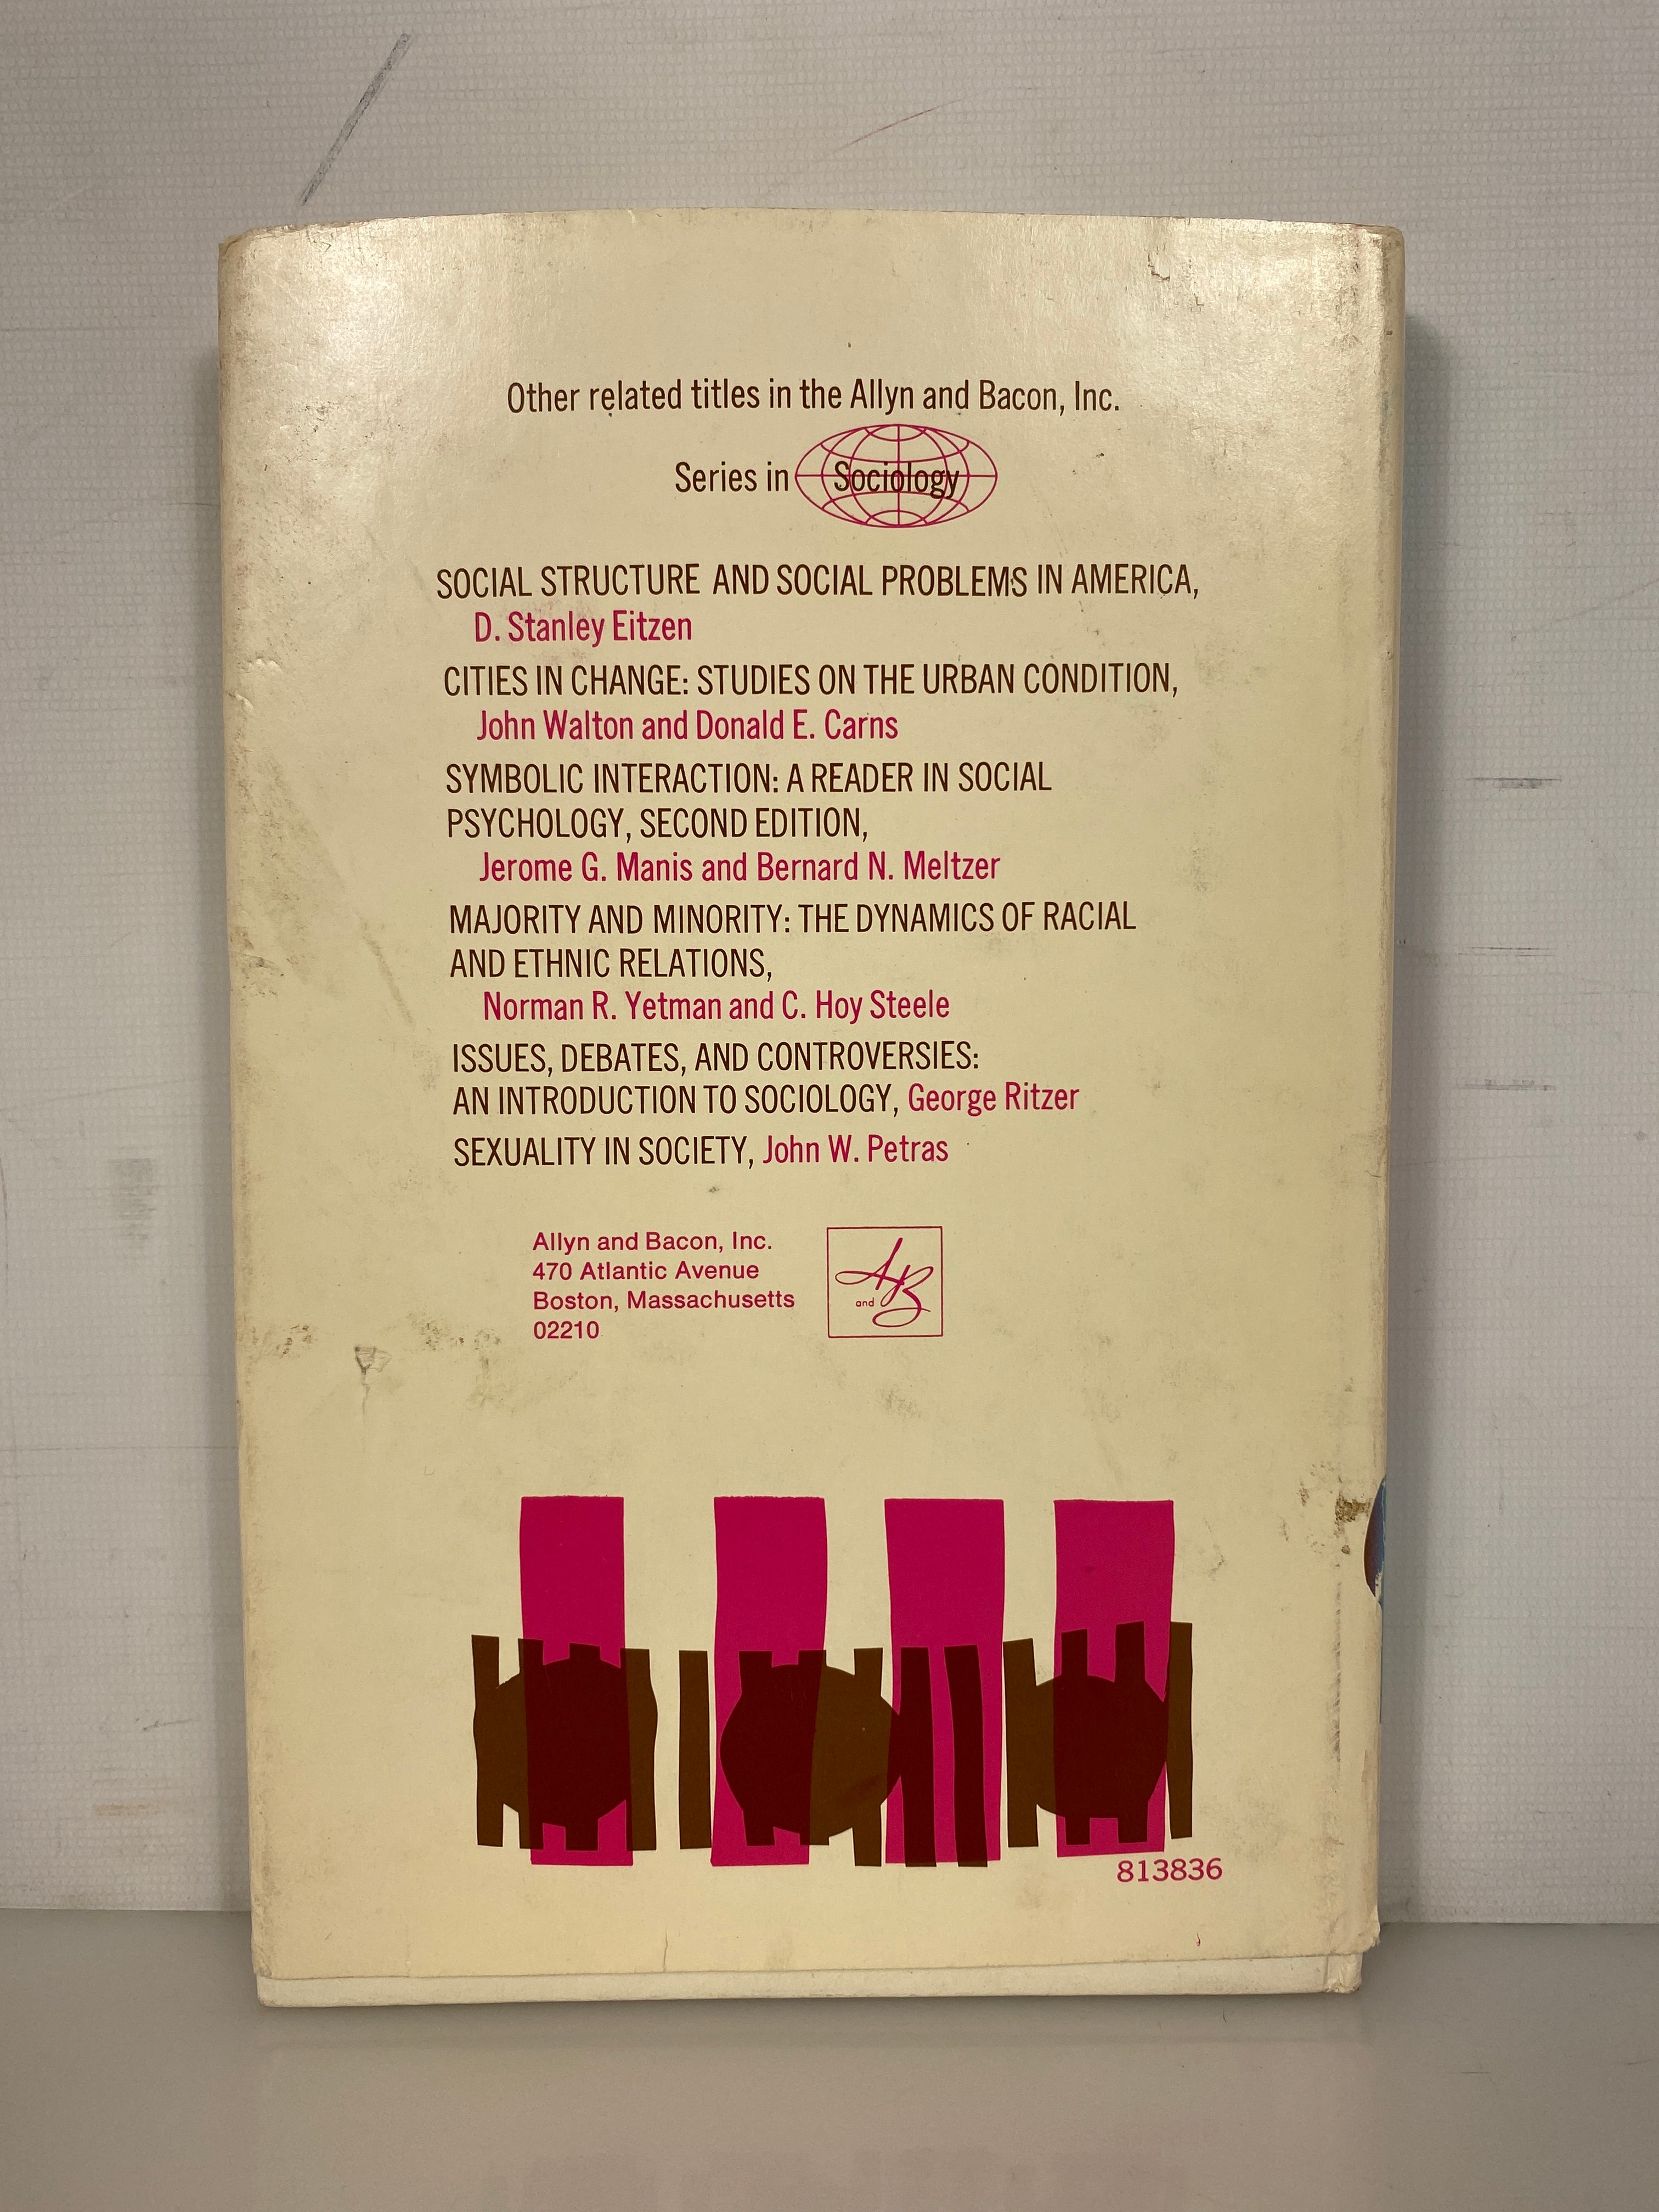 Other related titles in the Allyn and Bacon, Inc.
Series in Sociology
SOCIAL STRUCTURE AND SOCIAL PROBLEMS IN AMERICA,
D. Stanley Eitzen
CITIES IN CHANGE: STUDIES ON THE URBAN CONDITION,
John Walton and Donald E. Carns
SYMBOLIC INTERACTION: A READER IN SOCIAL
PSYCHOLOGY, SECOND EDITION,
Jerome G. Manis and Bernard N. Meltzer
MAJORITY AND MINORITY: THE DYNAMICS OF RACIAL
AND ETHNIC RELATIONS,
Norman R. Yetman and C. Hoy Steele
ISSUES, DEBATES, AND CONTROVERSIES:
AN INTRODUCTION TO SOCIOLOGY, George Ritzer
SEXUALITY IN SOCIETY, John W. Petras
Allyn and Bacon, Inc.
470 Atlantic Avenue
Boston, Massachusetts
02210
A and B
813836